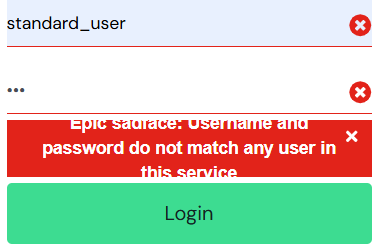 standard_user
•••
Epic sadface: Username and
password do not match any user in
this service
Login